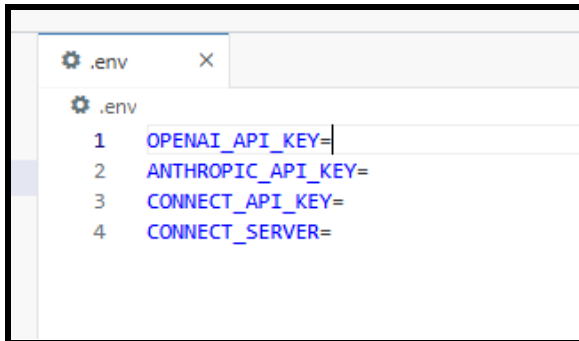 .env
.env
1 OPENAI_API_KEY=
2 ANTHROPIC_API_KEY=
3 CONNECT_API_KEY=
4 CONNECT_SERVER=